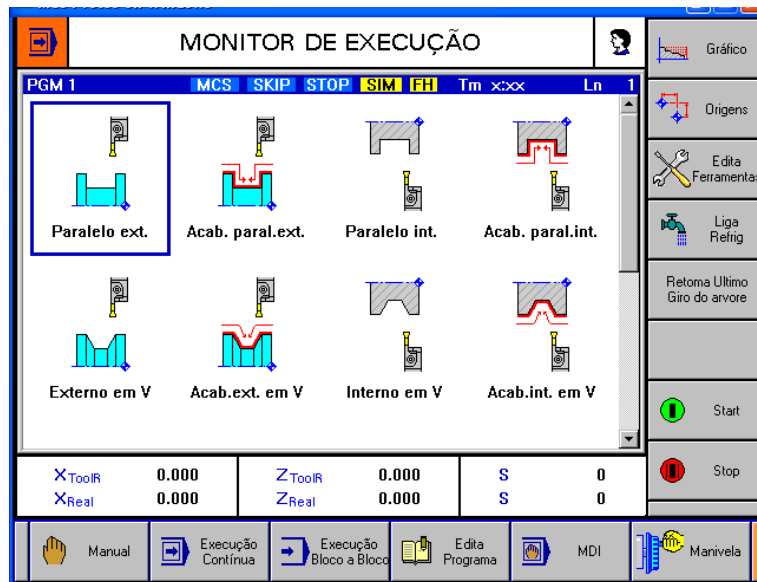 MONITOR DE EXECUÇÃO
PGM 1 MCS SKIP STOP SIM FH Tm x:xx Ln 1
Paralelo ext. Acab. paral.ext. Paralelo int. Acab. paral.int.
Externo em V Acab.ext. em V Interno em V Acab.int. em V
XToolR 0.000 ZToolR 0.000 S 0
XReal 0.000 ZReal 0.000 S 0
Gráfico
Origens
Edita
Ferramentas
Liga
Refrig
Retoma Ultimo
Giro do arvore
Start
Stop
Manual
Execução
Contínua
Execução
Bloco a Bloco
Edita
Programa
MDI
Manivela